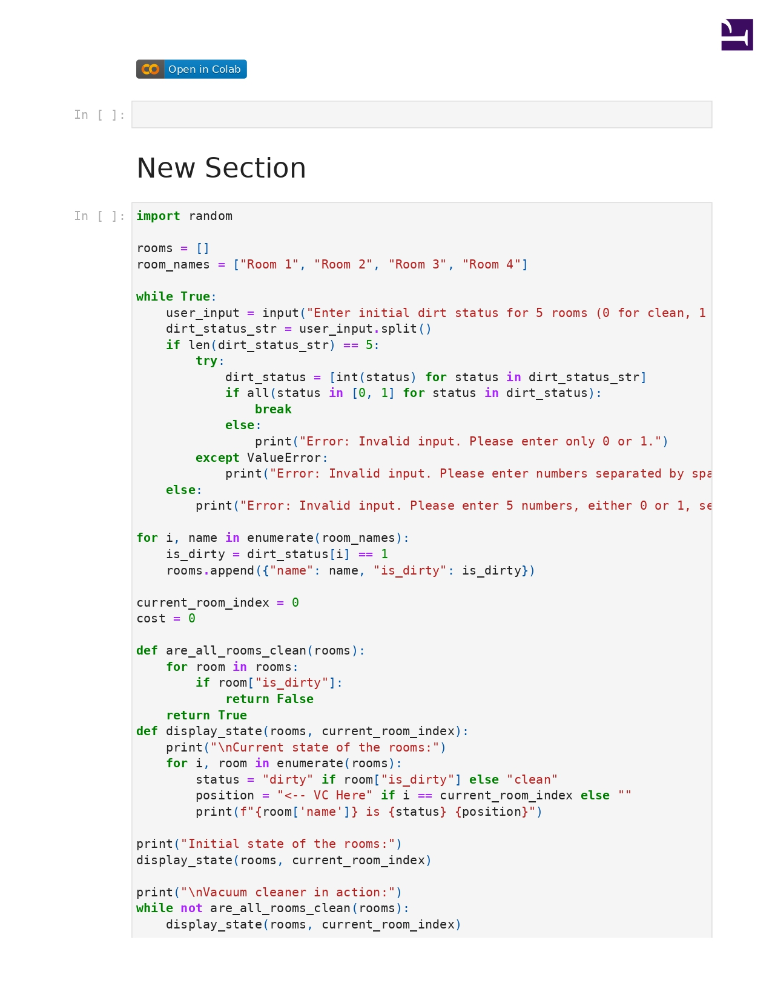 Open in Colab
In [ ]:
New Section
In [ ]:
import random

rooms = []
room_names = ["Room 1", "Room 2", "Room 3", "Room 4"]

while True:
    user_input = input("Enter initial dirt status for 5 rooms (0 for clean, 1
    dirt_status_str = user_input.split()
    if len(dirt_status_str) == 5:
        try:
            dirt_status = [int(status) for status in dirt_status_str]
            if all(status in [0, 1] for status in dirt_status):
                break
            else:
                print("Error: Invalid input. Please enter only 0 or 1.")
        except ValueError:
            print("Error: Invalid input. Please enter numbers separated by spa
    else:
        print("Error: Invalid input. Please enter 5 numbers, either 0 or 1, se

for i, name in enumerate(room_names):
    is_dirty = dirt_status[i] == 1
    rooms.append({"name": name, "is_dirty": is_dirty})

current_room_index = 0
cost = 0

def are_all_rooms_clean(rooms):
    for room in rooms:
        if room["is_dirty"]:
            return False
    return True
def display_state(rooms, current_room_index):
    print("\nCurrent state of the rooms:")
    for i, room in enumerate(rooms):
        status = "dirty" if room["is_dirty"] else "clean"
        position = "<-- VC Here" if i == current_room_index else ""
        print(f"{room['name']} is {status} {position}")

print("Initial state of the rooms:")
display_state(rooms, current_room_index)

print("\nVacuum cleaner in action:")
while not are_all_rooms_clean(rooms):
    display_state(rooms, current_room_index)